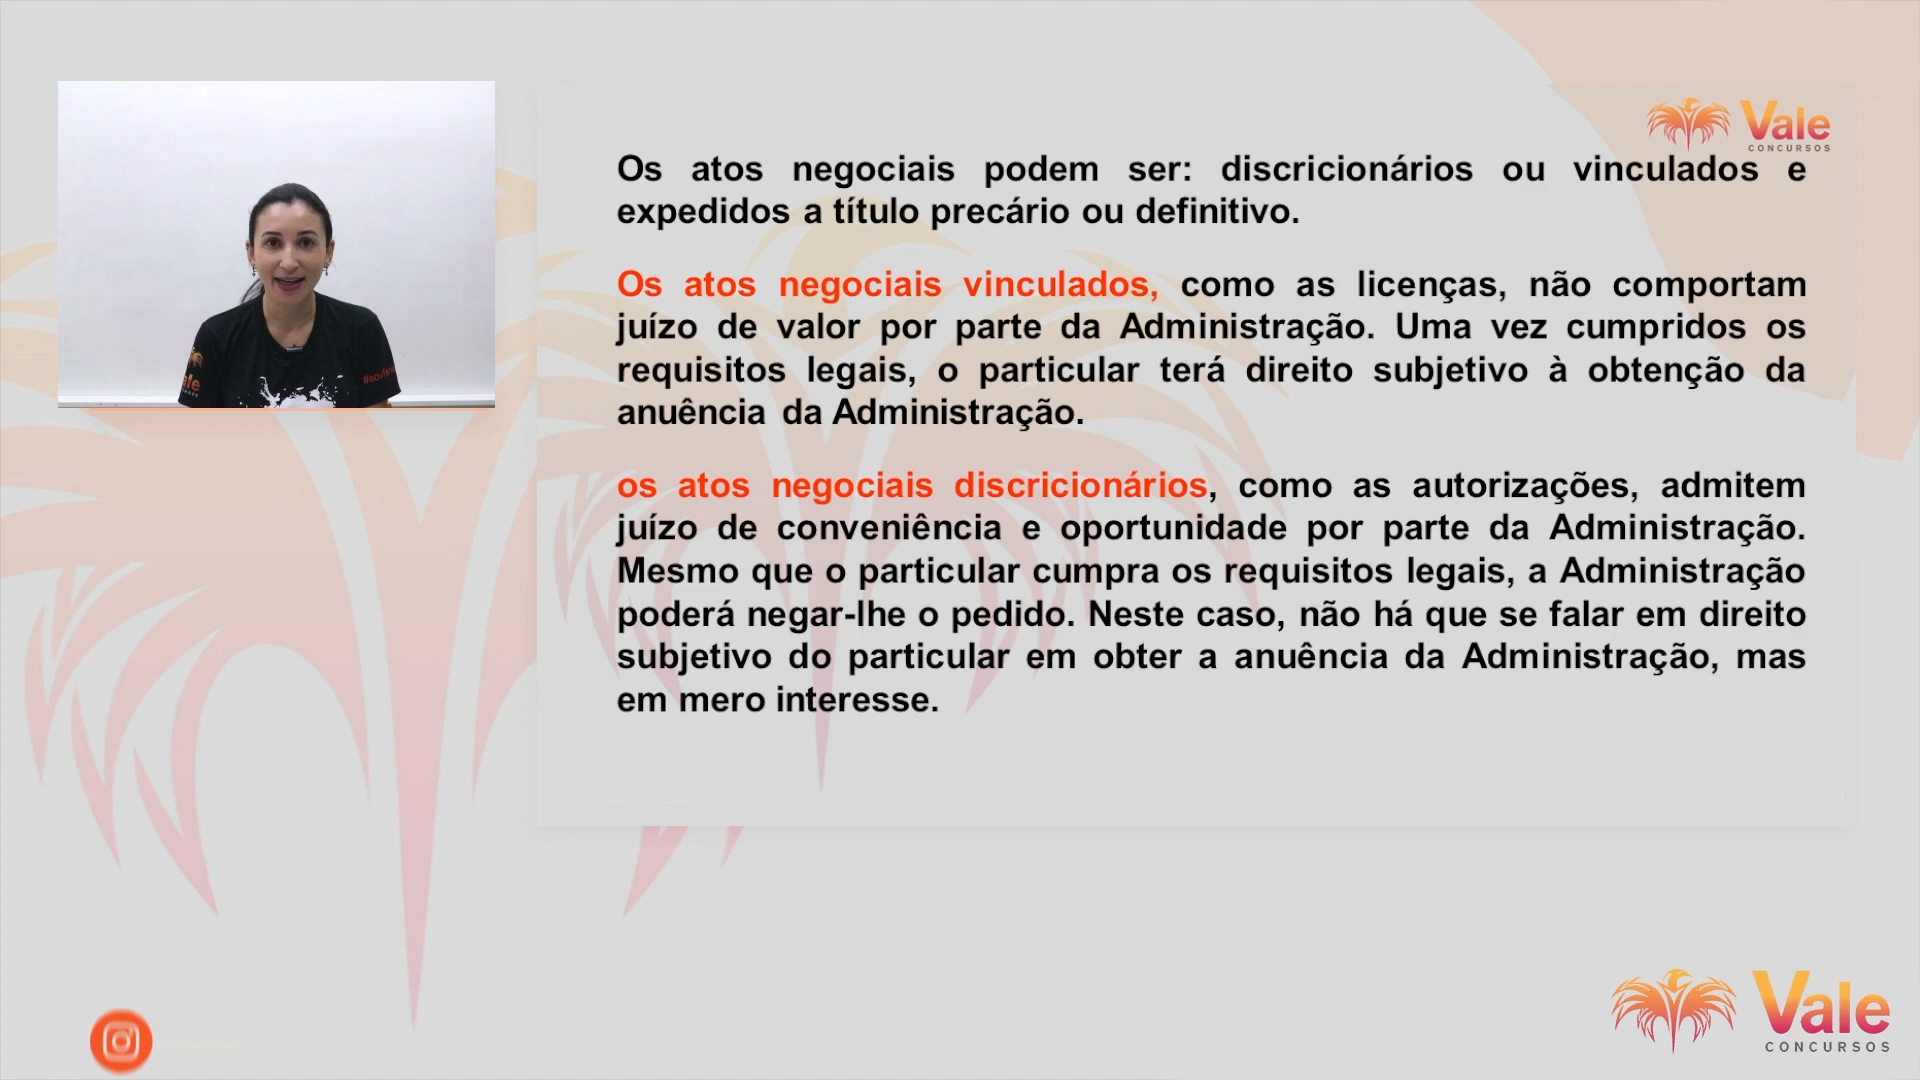 Vale
CONCURSOS
Os atos negociais podem ser: discricionários ou vinculados e
expedidos a título precário ou definitivo.
Os atos negociais vinculados, como as licenças, não comportam
juízo de valor por parte da Administração. Uma vez cumpridos os
requisitos legais, o particular terá direito subjetivo à obtenção da
anuência da Administração.
os atos negociais discricionários, como as autorizações, admitem
juízo de conveniência e oportunidade por parte da Administração.
Mesmo que o particular cumpra os requisitos legais, a Administração
poderá negar-lhe o pedido. Neste caso, não há que se falar em direito
subjetivo do particular em obter a anuência da Administração, mas
em mero interesse.
Vale
CONCURSOS